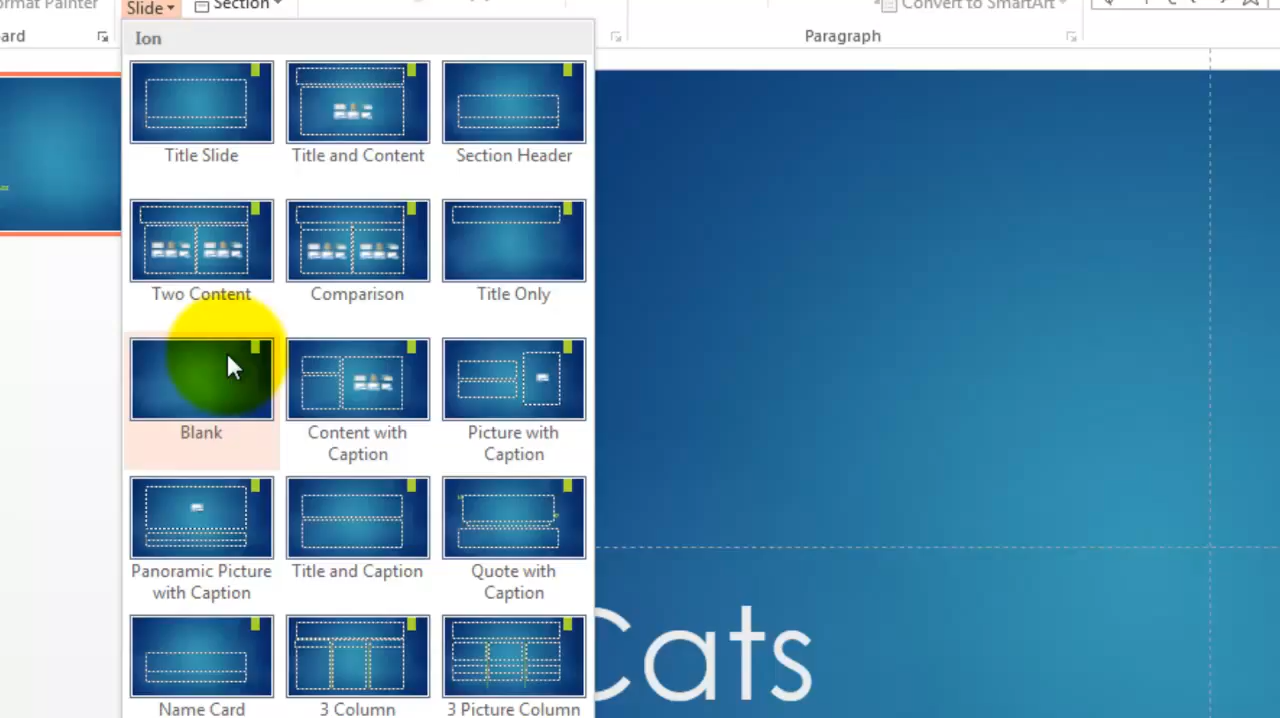 Format Painter
Slide
Section
Convert to SmartArt
Paragraph
Ion
Title Slide
Title and Content
Section Header
Two Content
Comparison
Title Only
Blank
Content with
Caption
Picture with
Caption
Panoramic Picture
with Caption
Title and Caption
Quote with
Caption
Name Card
3 Column
3 Picture Column
Cats